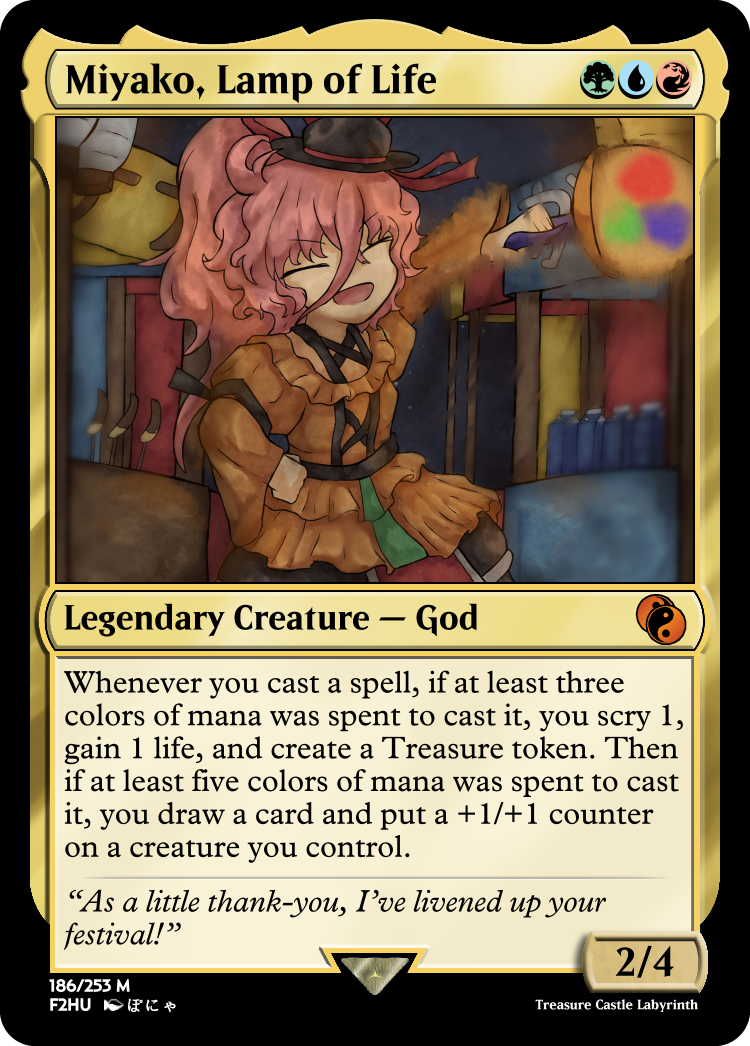 Miyako, Lamp of Life
Legendary Creature — God
Whenever you cast a spell, if at least three
colors of mana was spent to cast it, you scry 1,
gain 1 life, and create a Treasure token. Then
if at least five colors of mana was spent to cast
it, you draw a card and put a +1/+1 counter
on a creature you control.
“As a little thank-you, I’ve livened up your
festival!”
2/4
186/253 M
F2HU ぽにゃ
Treasure Castle Labyrinth